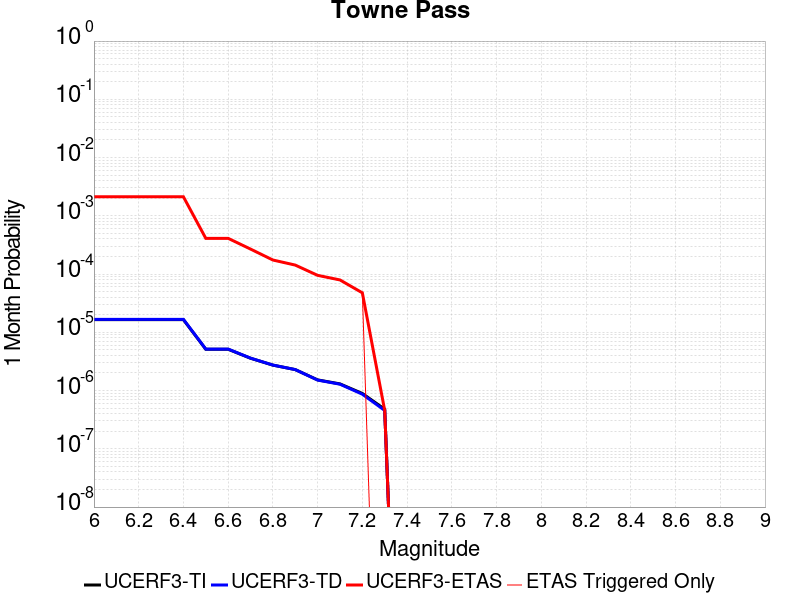 Towne Pass
10^0
10^-1
10^-2
10^-3
10^-4
10^-5
10^-6
10^-7
10^-8
1 Month Probability
6 6.2 6.4 6.6 6.8 7 7.2 7.4 7.6 7.8 8 8.2 8.4 8.6 8.8 9
Magnitude
UCERF3-TI UCERF3-TD UCERF3-ETAS ETAS Triggered Only